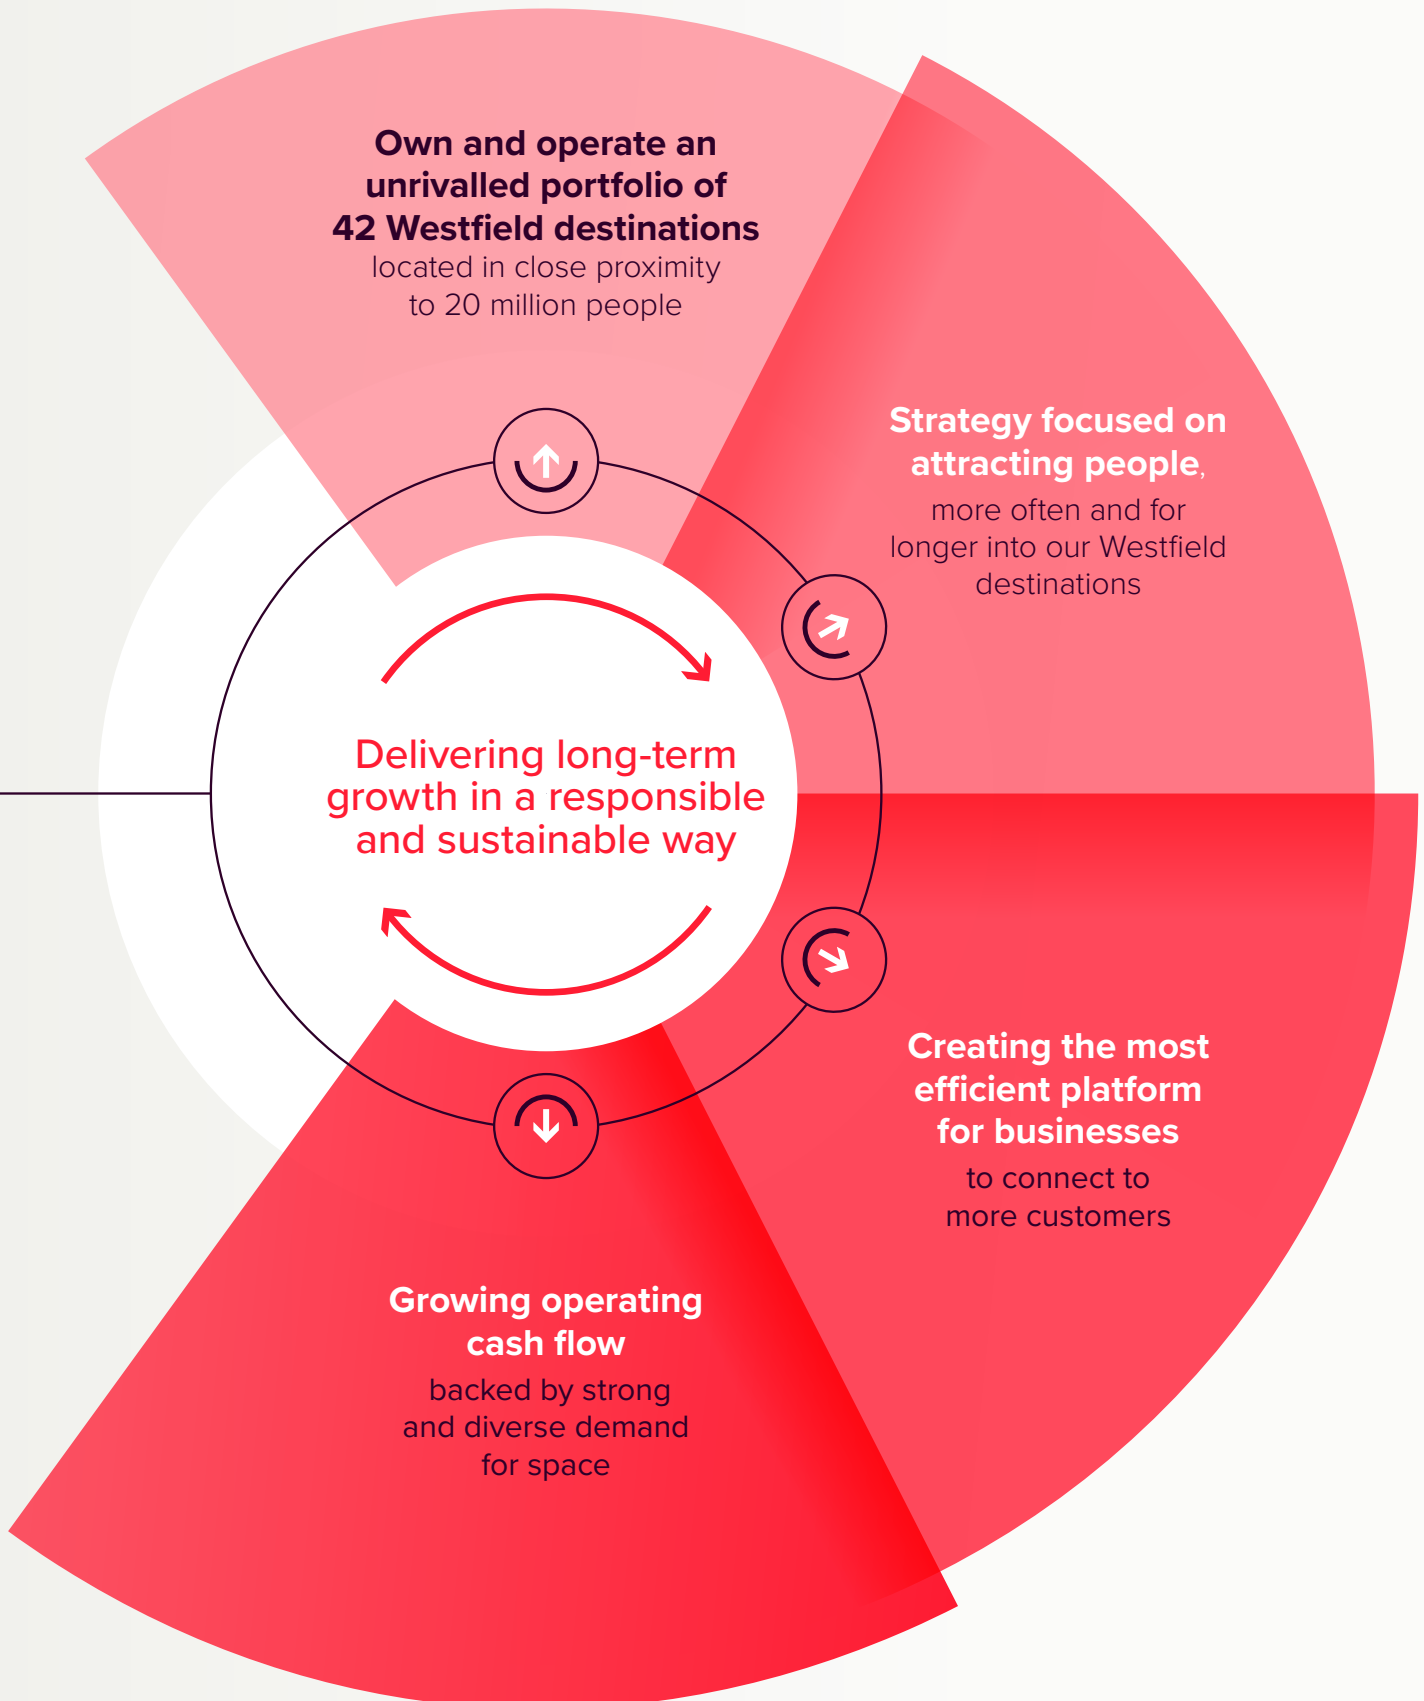 Own and operate an
unrivalled portfolio of
42 Westfield destinations
located in close proximity
to 20 million people
Strategy focused on
attracting people,
more often and for
longer into our Westfield
destinations
Delivering long-term
growth in a responsible
and sustainable way
Creating the most
efficient platform
for businesses
to connect to
more customers
Growing operating
cash flow
backed by strong
and diverse demand
for space